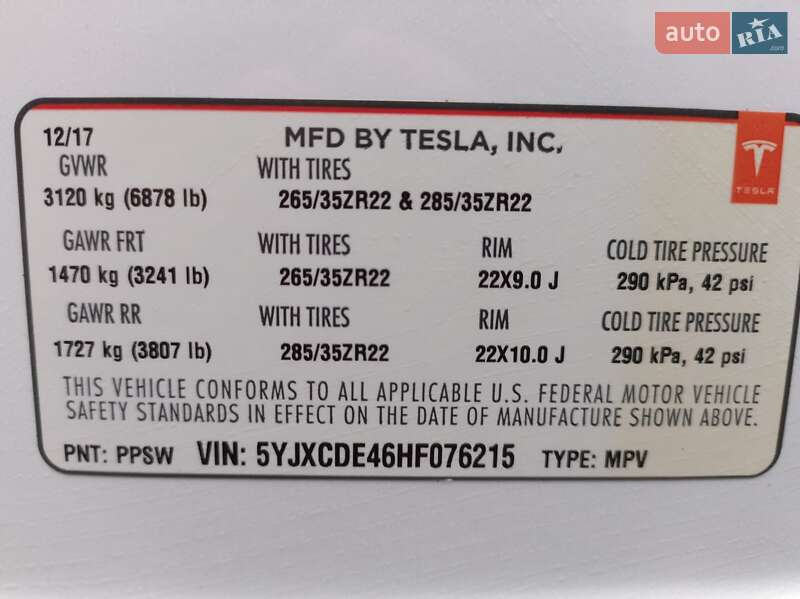 auto RIA.com
12/17 MFD BY TESLA, INC.
GVWR WITH TIRES
3120 kg (6878 lb) 265/35ZR22 & 285/35ZR22
TESLA
GAWR FRT WITH TIRES RIM COLD TIRE PRESSURE
1470 kg (3241 lb) 265/35ZR22 22X9.0 J 290 kPa, 42 psi
GAWR RR WITH TIRES RIM COLD TIRE PRESSURE
1727 kg (3807 lb) 285/35ZR22 22X10.0 J 290 kPa, 42 psi
THIS VEHICLE CONFORMS TO ALL APPLICABLE U.S. FEDERAL MOTOR VEHICLE
SAFETY STANDARDS IN EFFECT ON THE DATE OF MANUFACTURE SHOWN ABOVE.
PNT: PPSW VIN: 5YJXCDE46HF076215 TYPE: MPV